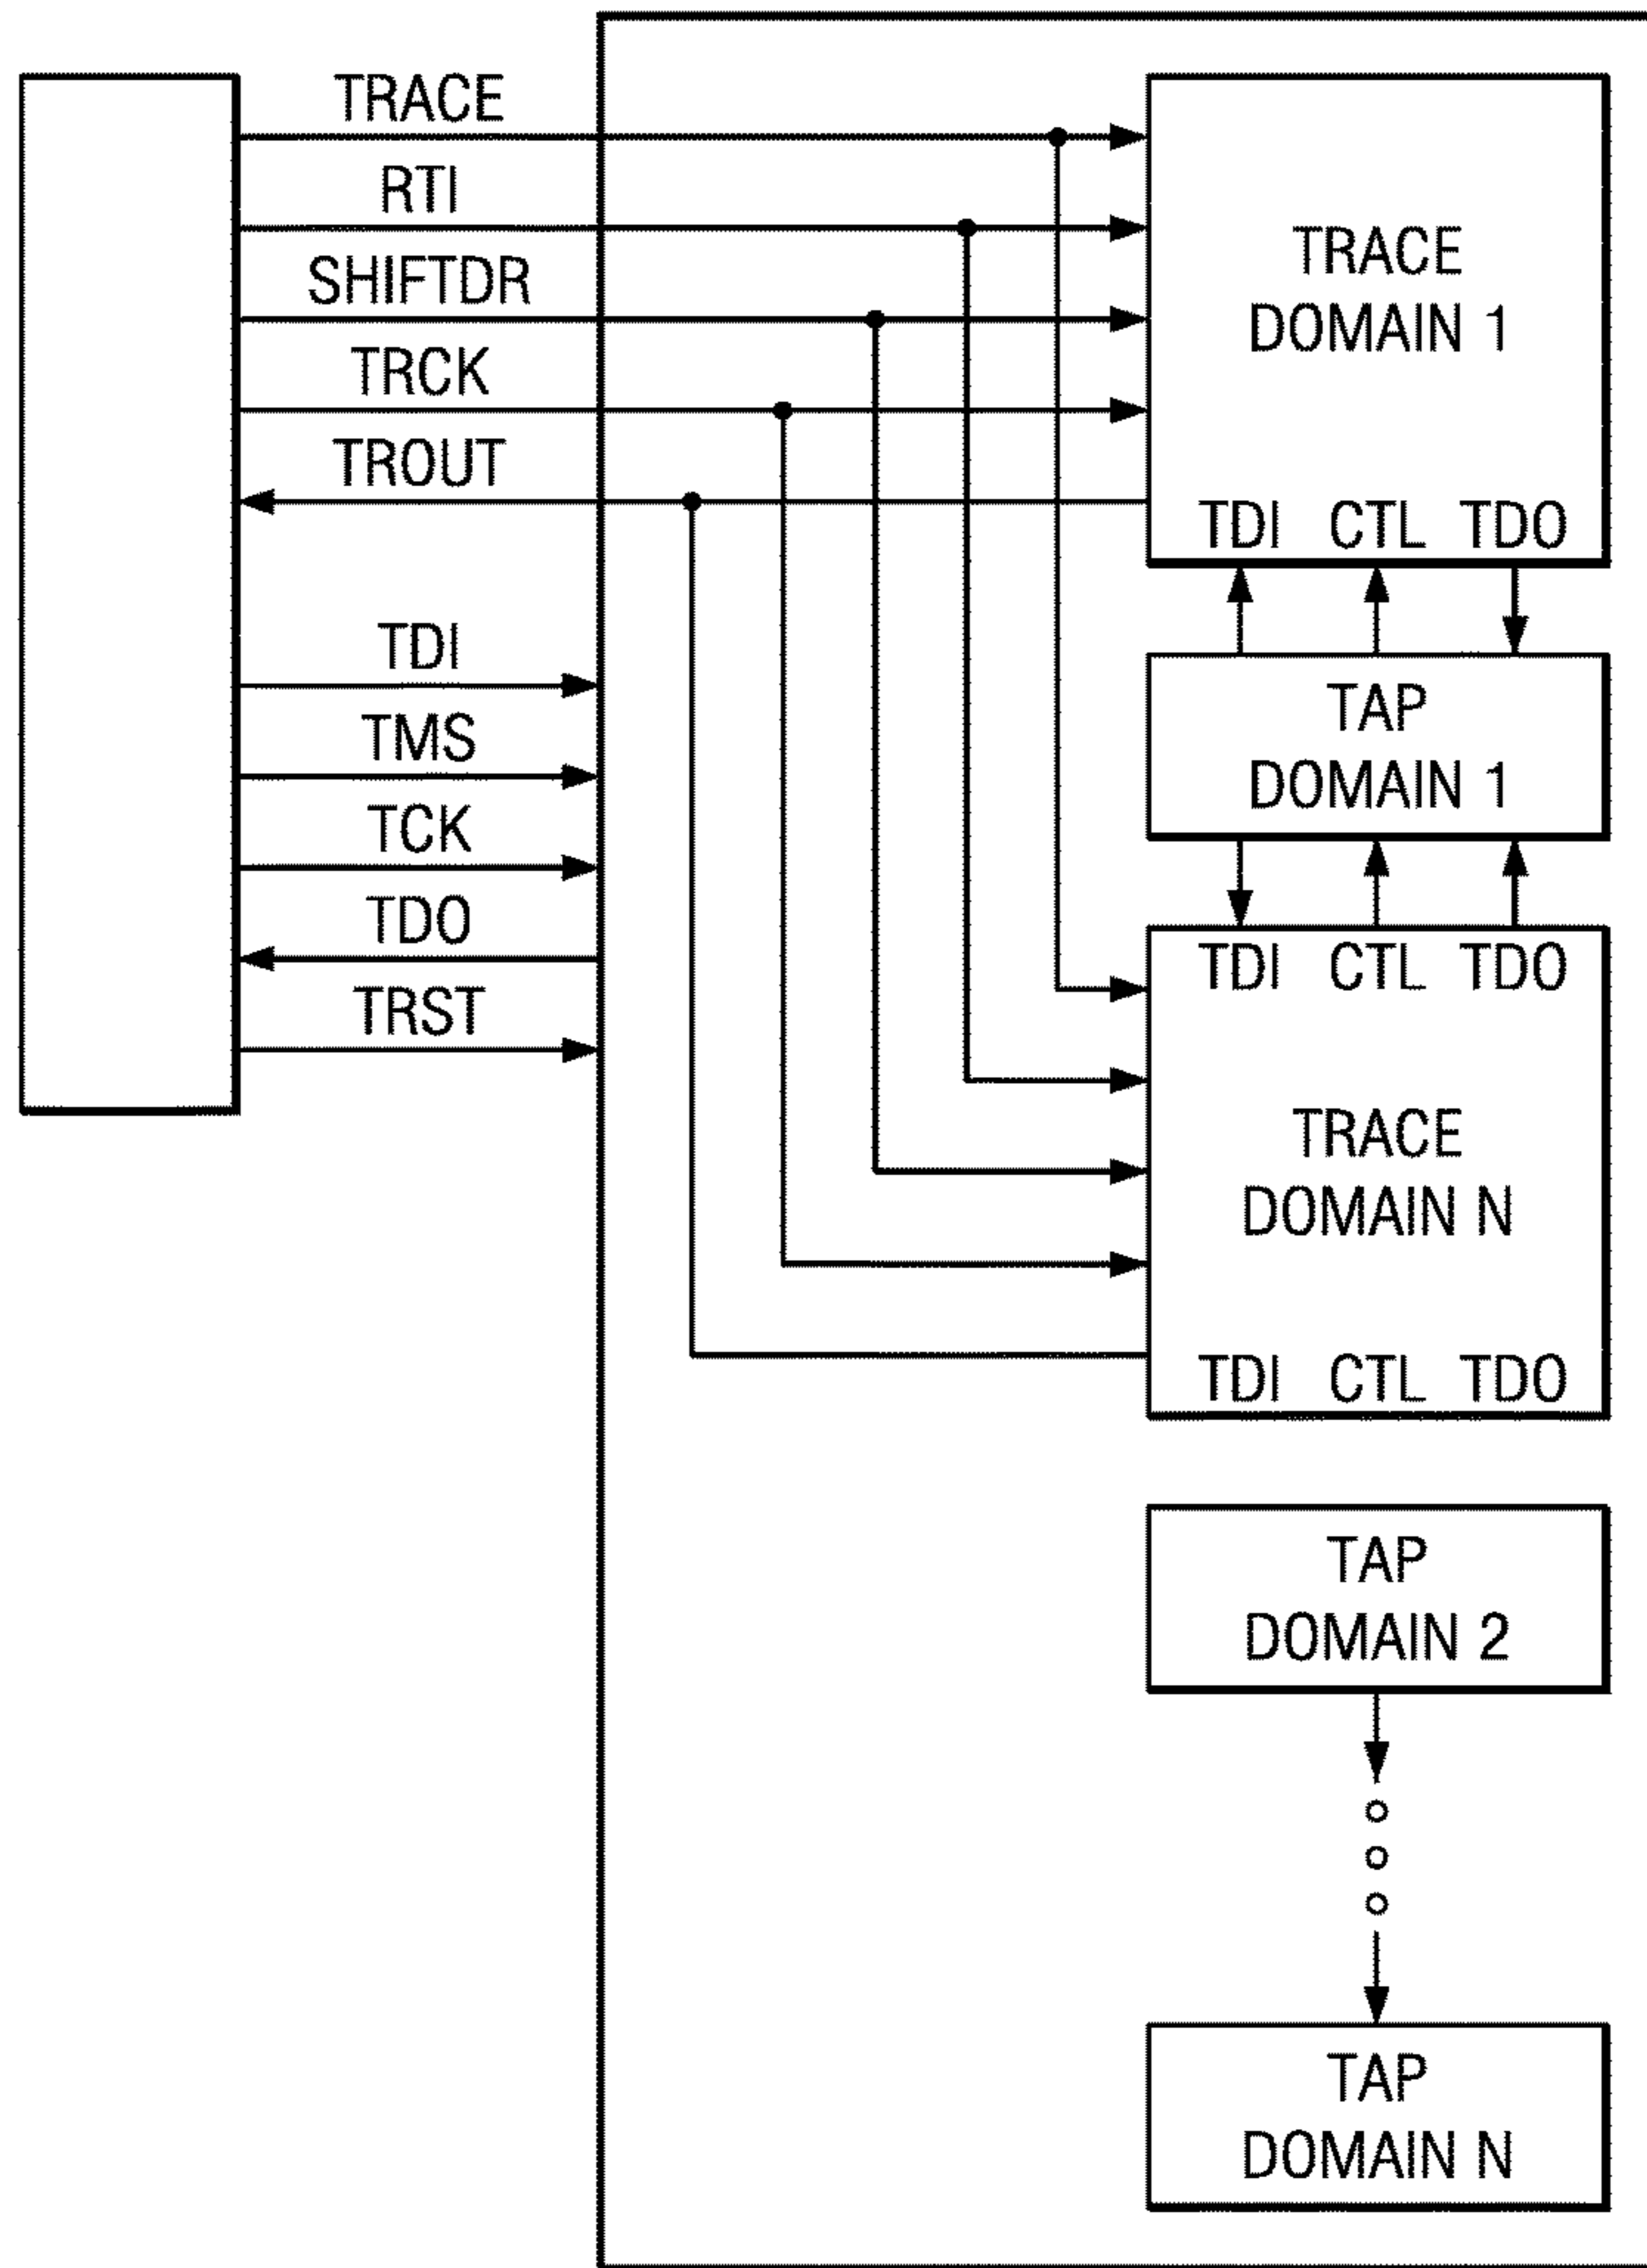 TRACE
RTI
SHIFTDR
TRCK
TROUT
TDI
TMS
TCK
TDO
TRST
TRACE
DOMAIN 1
TDI CTL TDO
TAP
DOMAIN 1
TDI CTL TDO
TRACE
DOMAIN N
TDI CTL TDO
TAP
DOMAIN 2
TAP
DOMAIN N